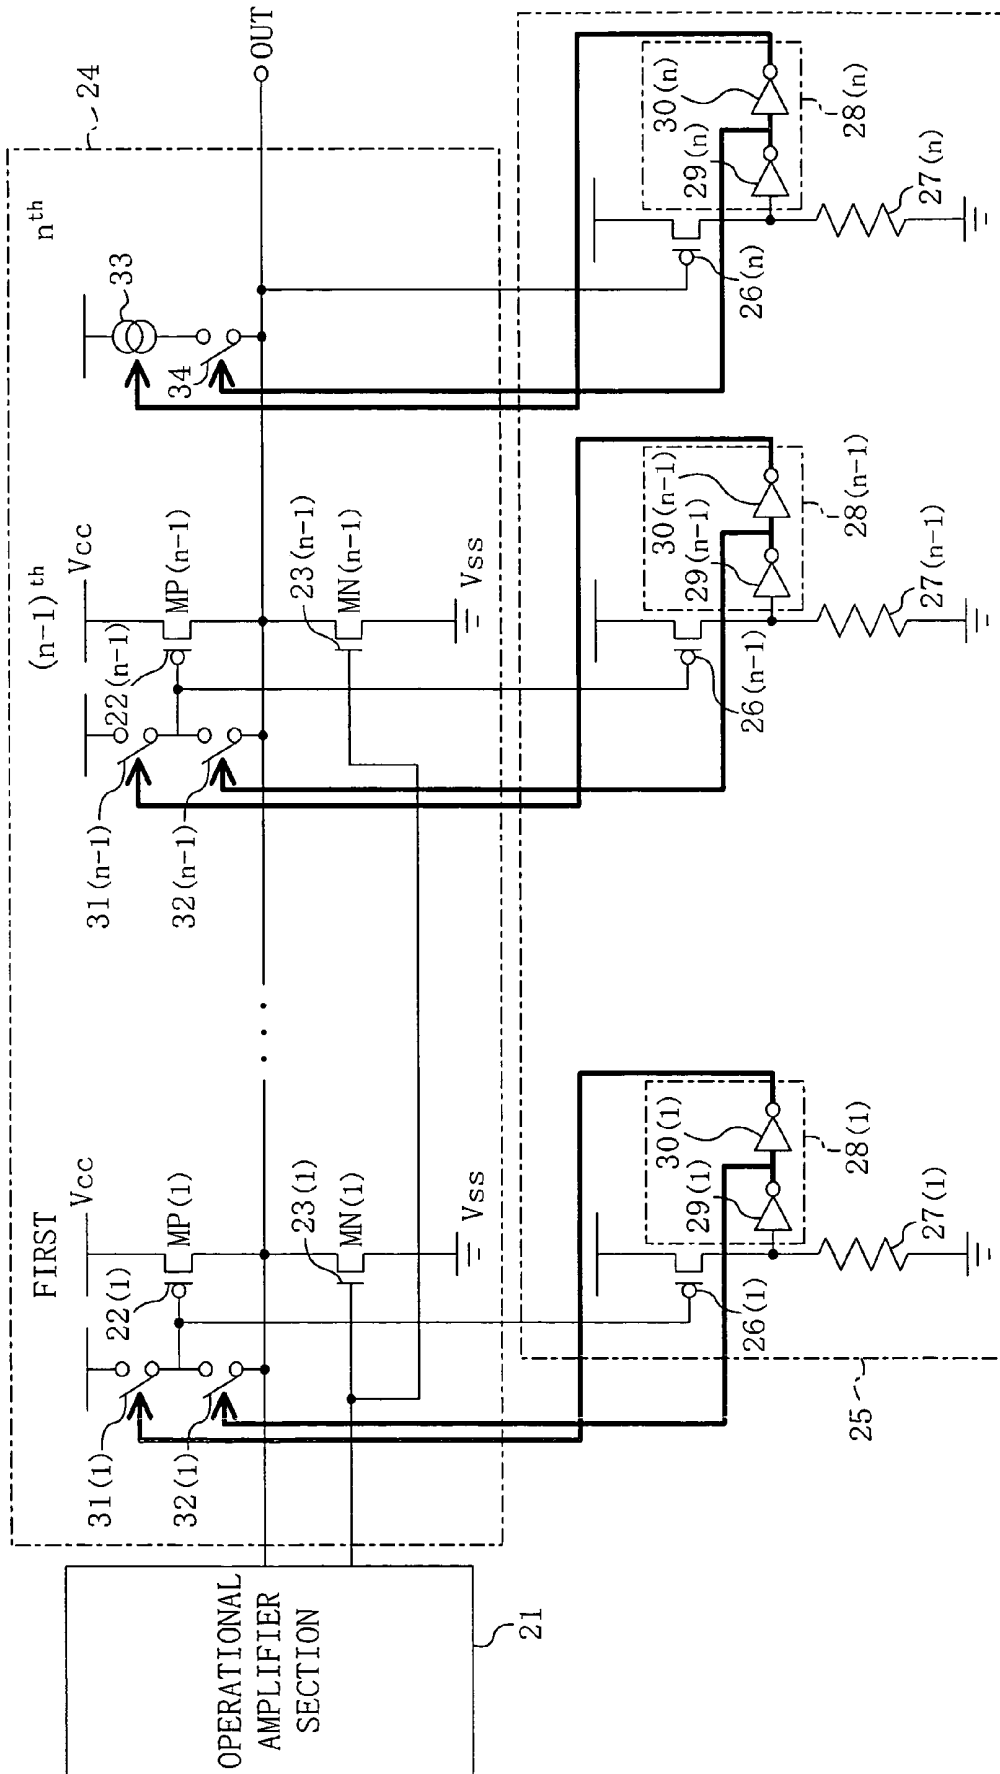 24
n^th
33
34
OUT
30(n)
29(n)
28(n)
27(n)
26(n)
(n-1)^th
Vcc
MP(n-1)
22(n-1)
23(n-1)
MN(n-1)
Vss
31(n-1)
32(n-1)
30(n-1)
29(n-1)
28(n-1)
27(n-1)
26(n-1)
FIRST
Vcc
MP(1)
22(1)
23(1)
MN(1)
Vss
31(1)
32(1)
30(1)
29(1)
28(1)
27(1)
26(1)
25
OPERATIONAL
AMPLIFIER
SECTION
21